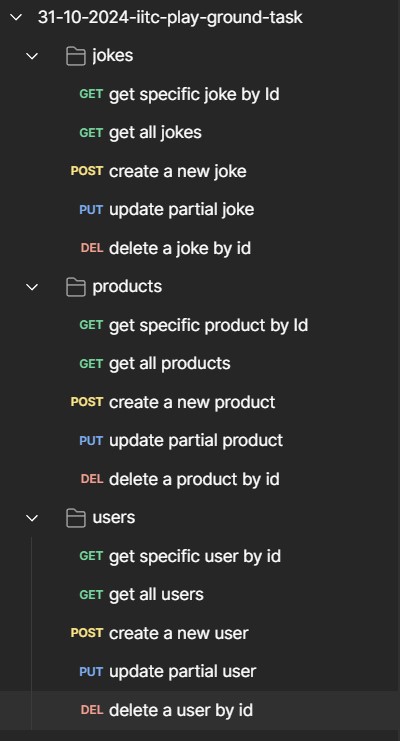 31-10-2024-iitc-play-ground-task
jokes
GET get specific joke by Id
GET get all jokes
POST create a new joke
PUT update partial joke
DEL delete a joke by id
products
GET get specific product by Id
GET get all products
POST create a new product
PUT update partial product
DEL delete a product by id
users
GET get specific user by id
GET get all users
POST create a new user
PUT update partial user
DEL delete a user by id